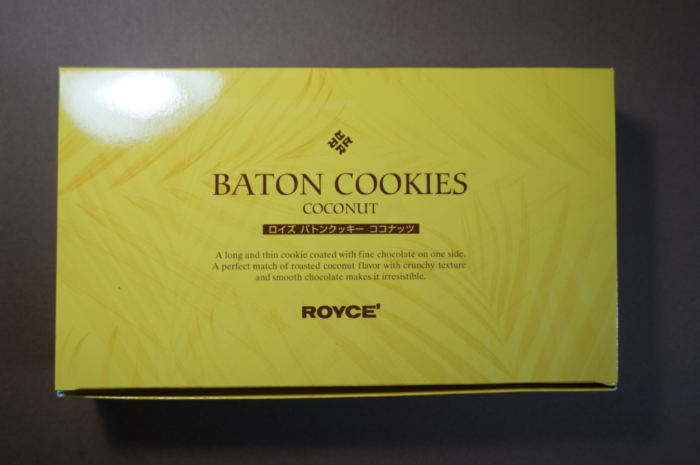 BATON COOKIES
COCONUT
ロイズ バトンクッキー ココナッツ
A long and thin cookie coated with fine chocolate on one side.
A perfect match of roasted coconut flavor with crunchy texture
and smooth chocolate makes it irresistible.
ROYCE'